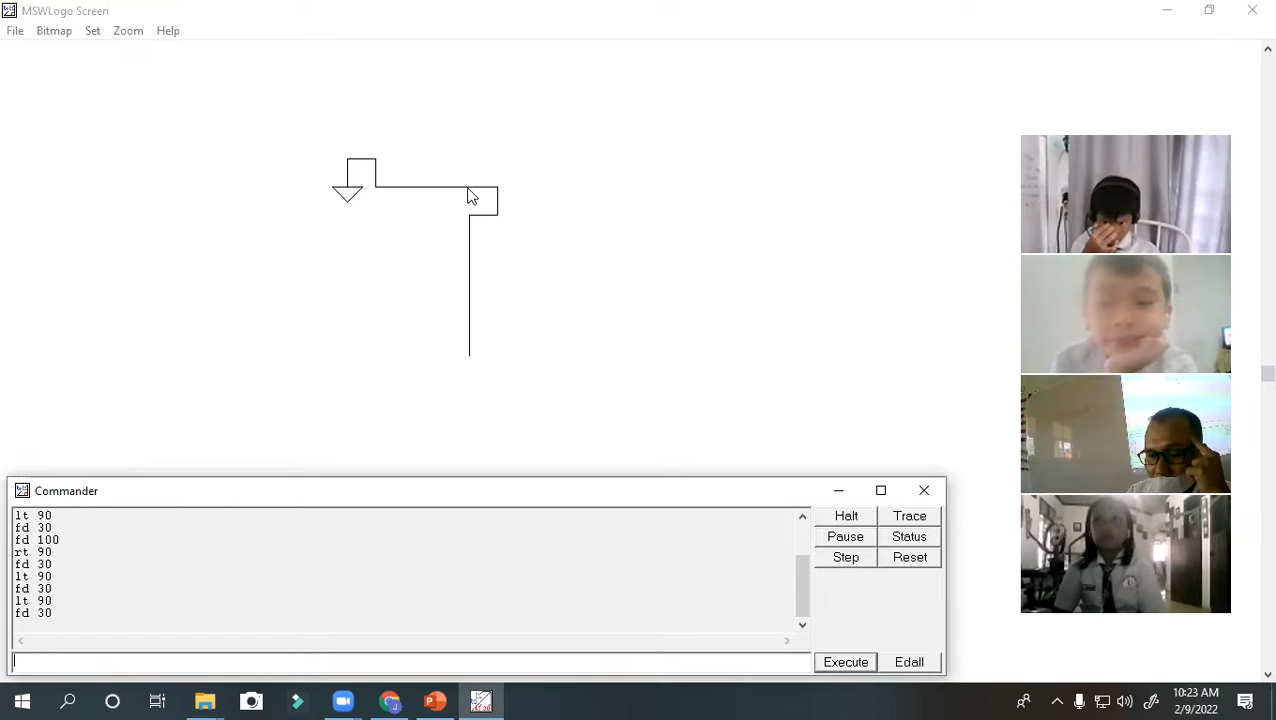 MSWLogo Screen
File Bitmap Set Zoom Help
Commander
lt 90
fd 30
fd 100
rt 90
fd 30
lt 90
fd 30
lt 90
fd 30
Halt Trace
Pause Status
Step Reset
Execute Edall
10:23 AM
2/9/2022